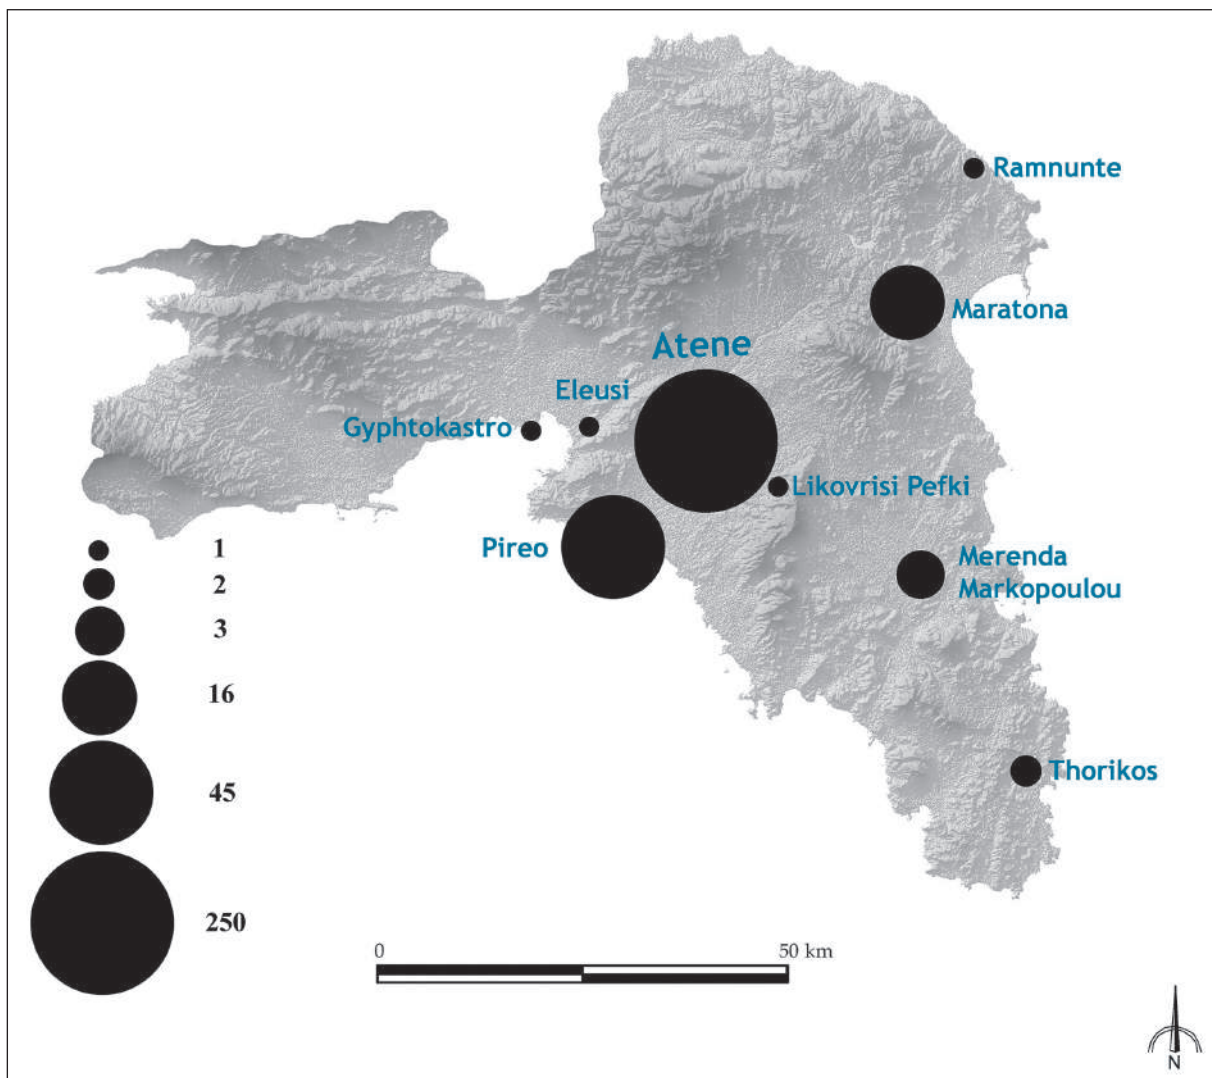 Ramnunte
Maratona
Atene
Eleusi
Gyphtokastro
Likovrisi Pefki
Pireo
Merenda
Markopoulou
Thorikos
1
2
3
16
45
250
0
50 km
N